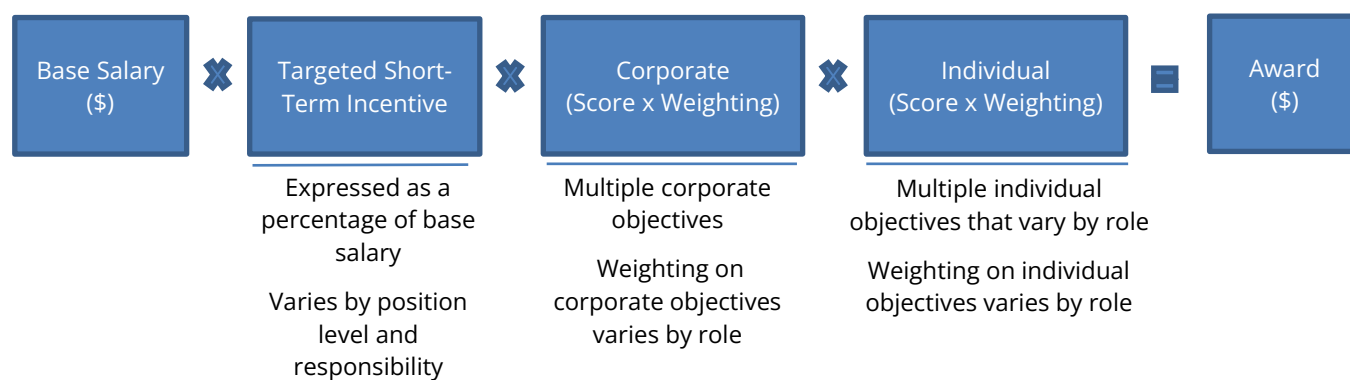 Base Salary
($)
Targeted Short-
Term Incentive
Corporate
(Score x Weighting)
Individual
(Score x Weighting)
Award
($)
Expressed as a
percentage of base
salary
Varies by position
level and
responsibility
Multiple corporate
objectives
Weighting on
corporate objectives
varies by role
Multiple individual
objectives that vary by role
Weighting on individual
objectives varies by role